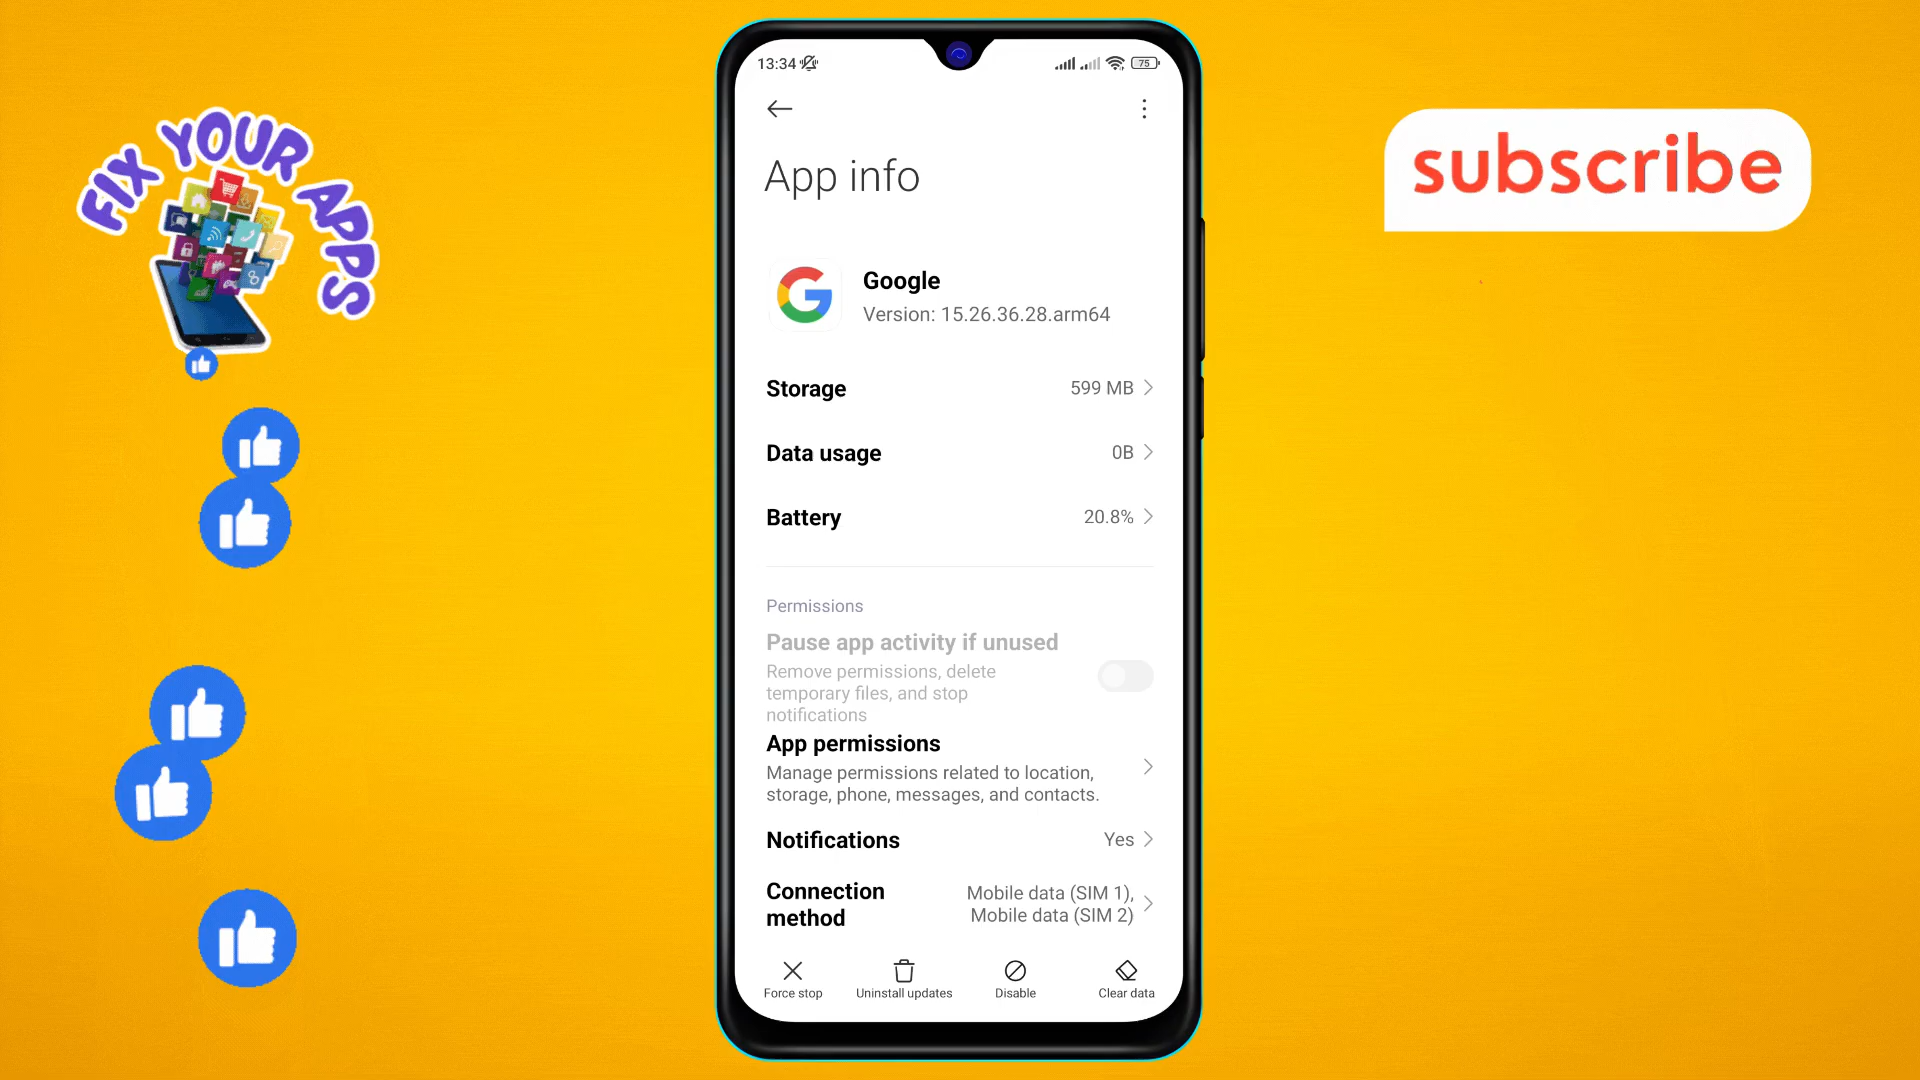 FIX YOUR APPS
subscribe
13:34
75
App info
Google
Version: 15.26.36.28.arm64
Storage 599 MB
Data usage 0B
Battery 20.8%
Permissions
Pause app activity if unused
Remove permissions, delete
temporary files, and stop
notifications
App permissions
Manage permissions related to location,
storage, phone, messages, and contacts.
Notifications Yes
Connection Mobile data (SIM 1),
method Mobile data (SIM 2)
Force stop Uninstall updates Disable Clear data